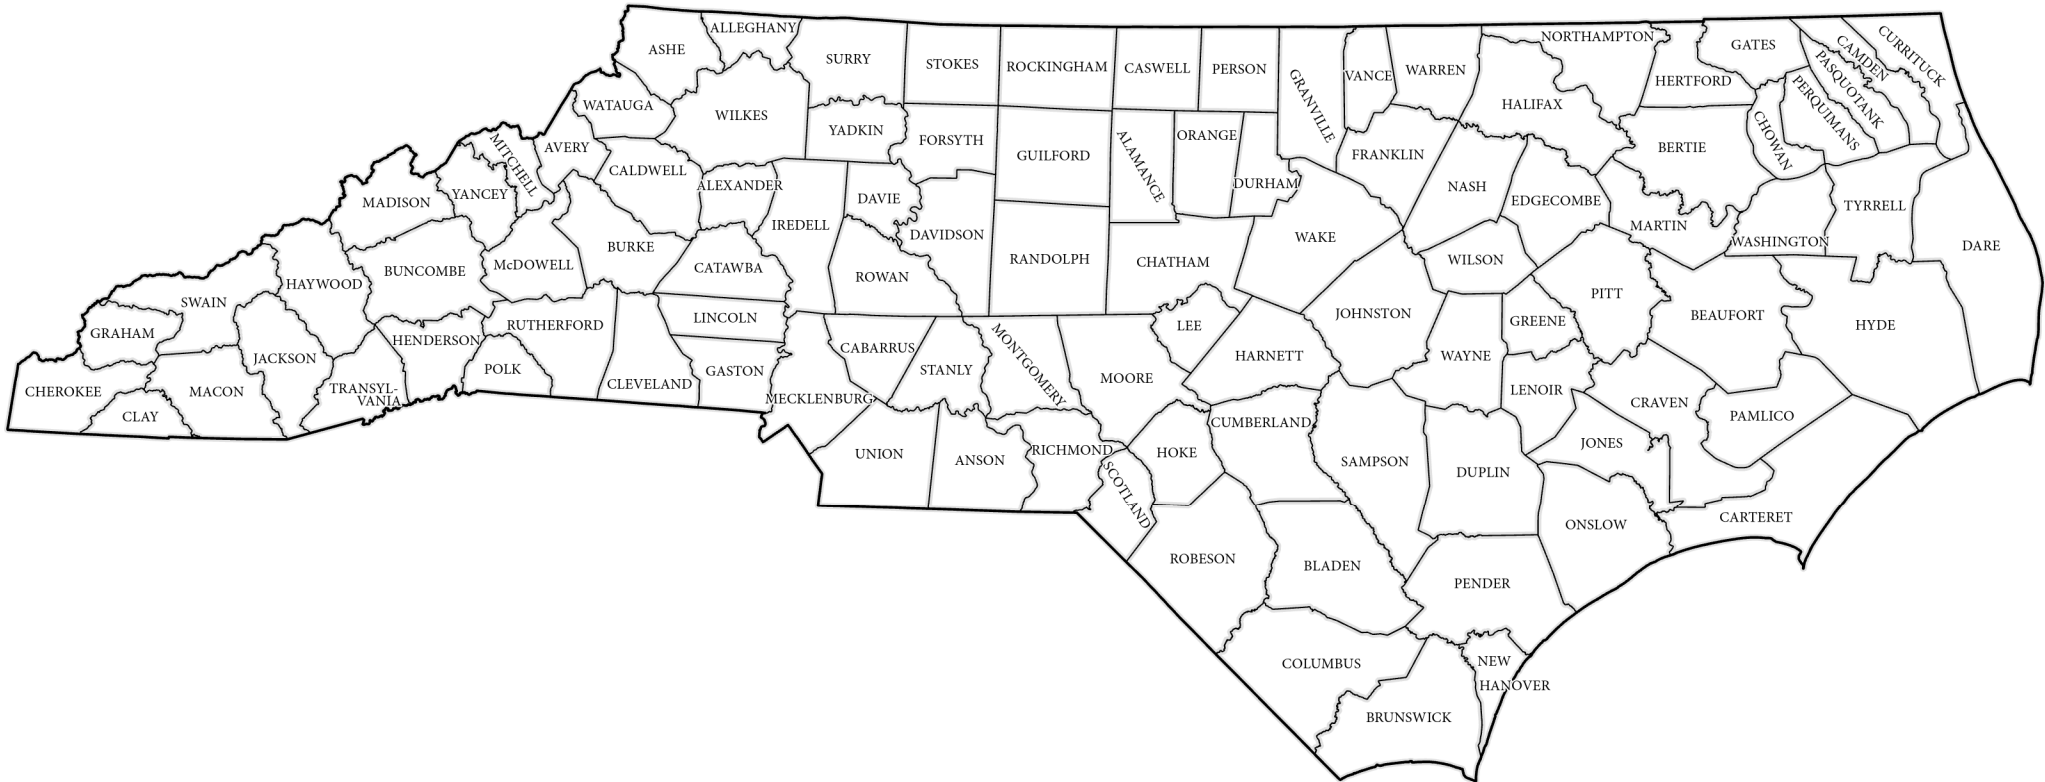 ALLEGHANY
NORTHAMPTON
ASHE
SURRY
STOKES
ROCKINGHAM
CASWELL
PERSON
GRANVILLE
VANCE
WARREN
HALIFAX
HERTFORD
GATES
CAMDEN
CURRITUCK
PASQUOTANK
PERQUIMANS
CHOWAN
WATAUGA
WILKES
YADKIN
FORSYTH
GUILFORD
ALAMANCE
ORANGE
DURHAM
FRANKLIN
NASH
EDGECOMBE
BERTIE
MARTIN
WASHINGTON
TYRRELL
DARE
MITCHELL
AVERY
CALDWELL
ALEXANDER
IREDELL
DAVIE
DAVIDSON
RANDOLPH
CHATHAM
WAKE
WILSON
MADISON
YANCEY
McDOWELL
BURKE
CATAWBA
ROWAN
JOHNSTON
GREENE
PITT
BEAUFORT
HYDE
SWAIN
HAYWOOD
BUNCOMBE
RUTHERFORD
LINCOLN
CABARRUS
STANLY
MONTGOMERY
MOORE
LEE
HARNETT
WAYNE
LENOIR
CRAVEN
PAMLICO
GRAHAM
CHEROKEE
CLAY
MACON
JACKSON
TRANSYL-
VANIA
HENDERSON
POLK
CLEVELAND
GASTON
MECKLENBURG
UNION
ANSON
RICHMOND
SCOTLAND
HOKE
CUMBERLAND
SAMPSON
DUPLIN
JONES
ONSLOW
CARTERET
ROBESON
BLADEN
PENDER
COLUMBUS
BRUNSWICK
NEW
HANOVER